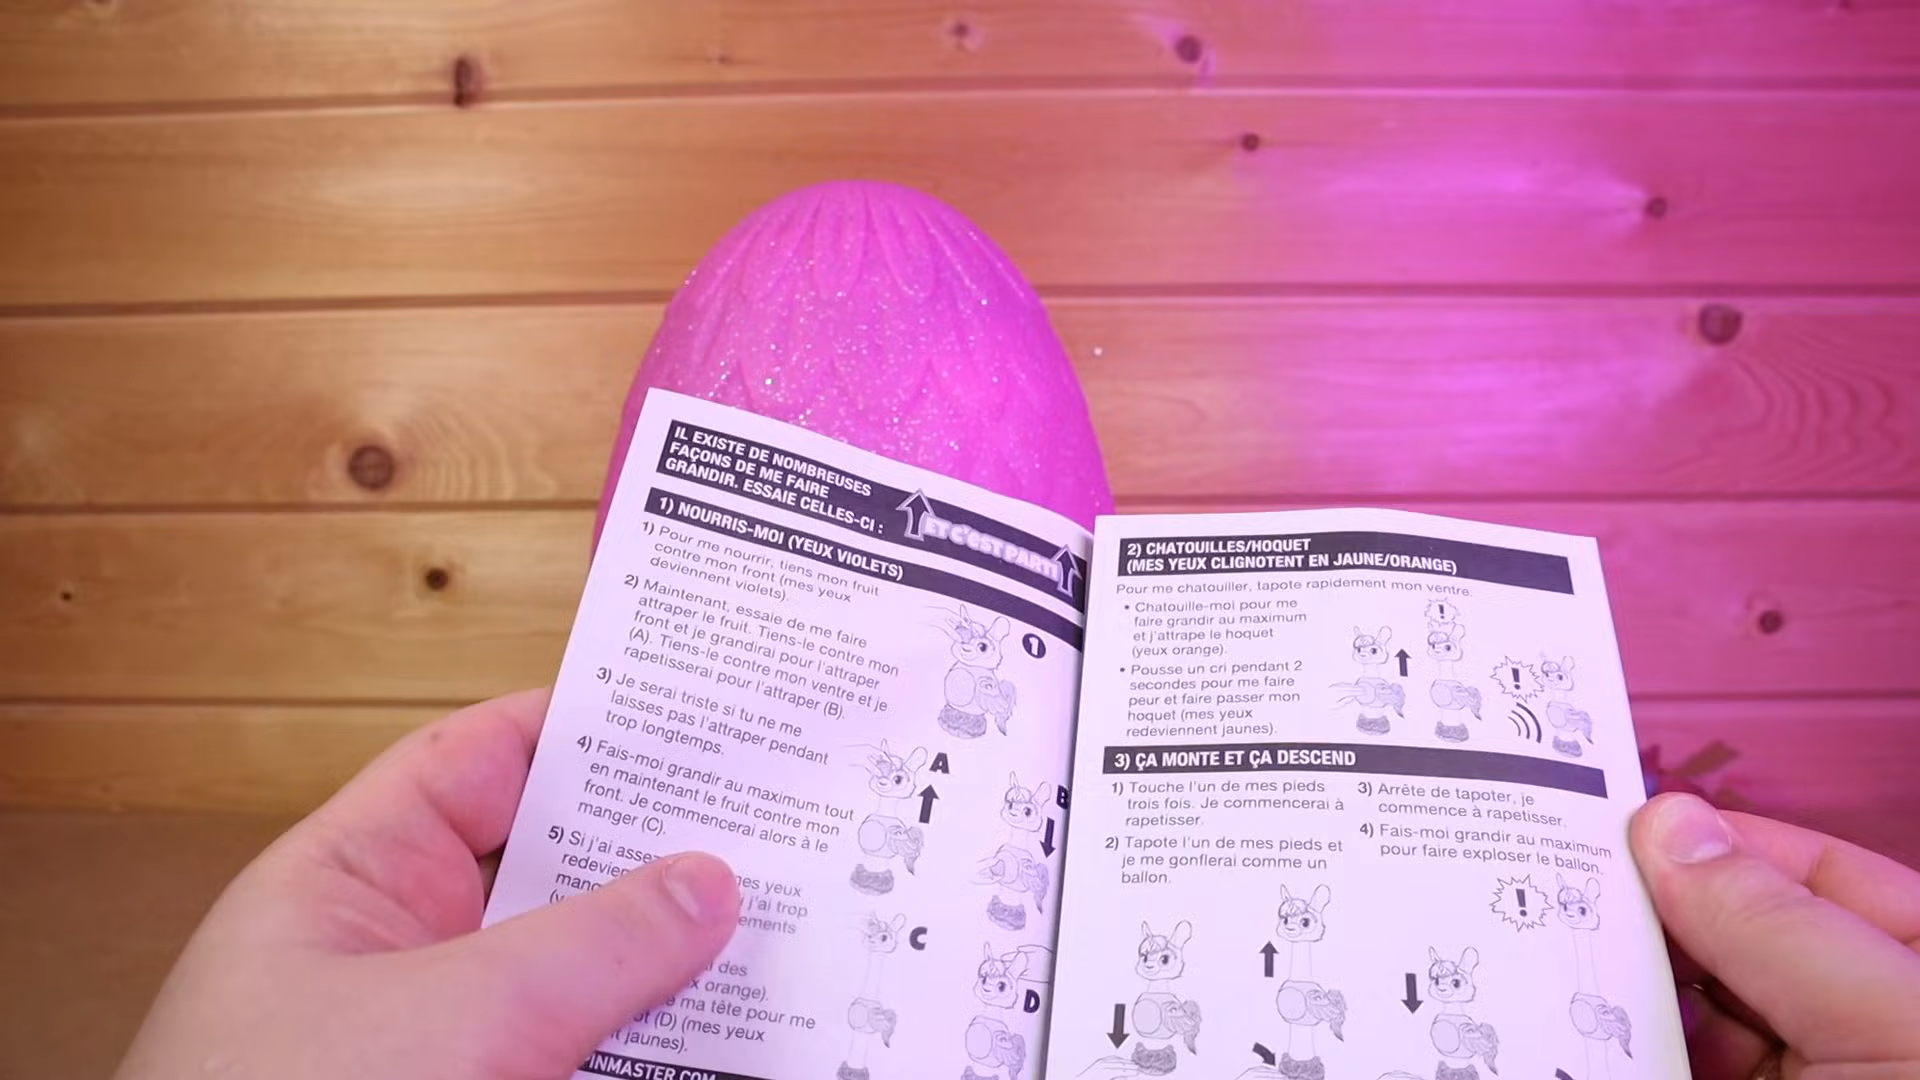 IL EXISTE DE NOMBREUSES
FAÇONS DE ME FAIRE
GRANDIR. ESSAIE CELLES-CI :
ET C'EST PARTI
1) NOURRIS-MOI (YEUX VIOLETS)
1) Pour me nourrir, tiens mon fruit
contre mon front (mes yeux
deviennent violets).
2) Maintenant, essaie de me faire
attraper le fruit. Tiens-le contre mon
front et je grandirai pour l'attraper
(A). Tiens-le contre mon ventre et je
rapetisserai pour l'attraper (B).
3) Je serai triste si tu ne me
laisses pas l'attraper pendant
trop longtemps.
4) Fais-moi grandir au maximum tout
en maintenant le fruit contre mon
front. Je commencerai alors à le
manger (C).
5) Si j'ai
mes yeux
j'ai trop
des
orange).
ma tête pour me
(D) (mes yeux
jaunes).
1
A
B
C
D
INMASTER.COM
2) CHATOUILLES/HOQUET
(MES YEUX CLIGNOTENT EN JAUNE/ORANGE)
Pour me chatouiller, tapote rapidement mon ventre.
• Chatouille-moi pour me
faire grandir au maximum
et j'attrape le hoquet
(yeux orange).
• Pousse un cri pendant 2
secondes pour me faire
peur et faire passer mon
hoquet (mes yeux
redeviennent jaunes).
!
!
3) ÇA MONTE ET ÇA DESCEND
1) Touche l'un de mes pieds
trois fois. Je commencerai à
rapetisser.
2) Tapote l'un de mes pieds et
je me gonflerai comme un
ballon.
3) Arrête de tapoter, je
commence à rapetisser.
4) Fais-moi grandir au maximum
pour faire exploser le ballon.
!